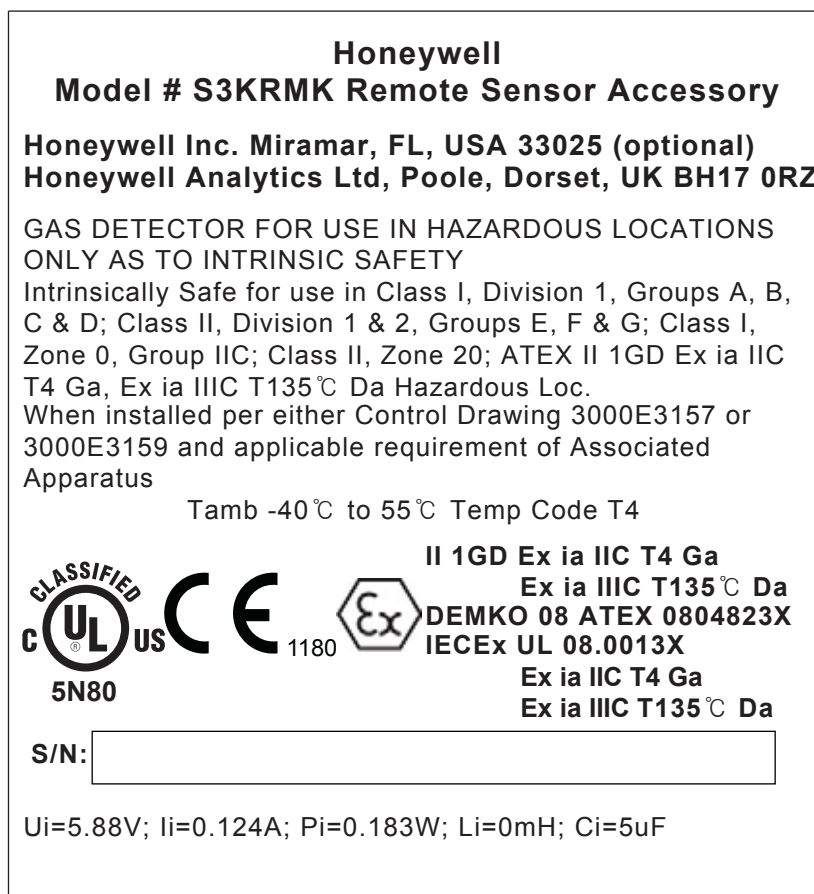 Honeywell
Model # S3KRMK Remote Sensor Accessory
Honeywell Inc. Miramar, FL, USA 33025 (optional)
Honeywell Analytics Ltd, Poole, Dorset, UK BH17 0RZ
GAS DETECTOR FOR USE IN HAZARDOUS LOCATIONS
ONLY AS TO INTRINSIC SAFETY
Intrinsically Safe for use in Class I, Division 1, Groups A, B,
C & D; Class II, Division 1 & 2, Groups E, F & G; Class I,
Zone 0, Group IIC; Class II, Zone 20; ATEX II 1GD Ex ia IIC
T4 Ga, Ex ia IIIC T135℃ Da Hazardous Loc.
When installed per either Control Drawing 3000E3157 or
3000E3159 and applicable requirement of Associated
Apparatus
Tamb -40℃ to 55℃ Temp Code T4
CLASSIFIED
C UL ® US
5N80
CE 1180
Ex
II 1GD Ex ia IIC T4 Ga
Ex ia IIIC T135℃ Da
DEMKO 08 ATEX 0804823X
IECEx UL 08.0013X
Ex ia IIC T4 Ga
Ex ia IIIC T135℃ Da
S/N:
Ui=5.88V; Ii=0.124A; Pi=0.183W; Li=0mH; Ci=5uF